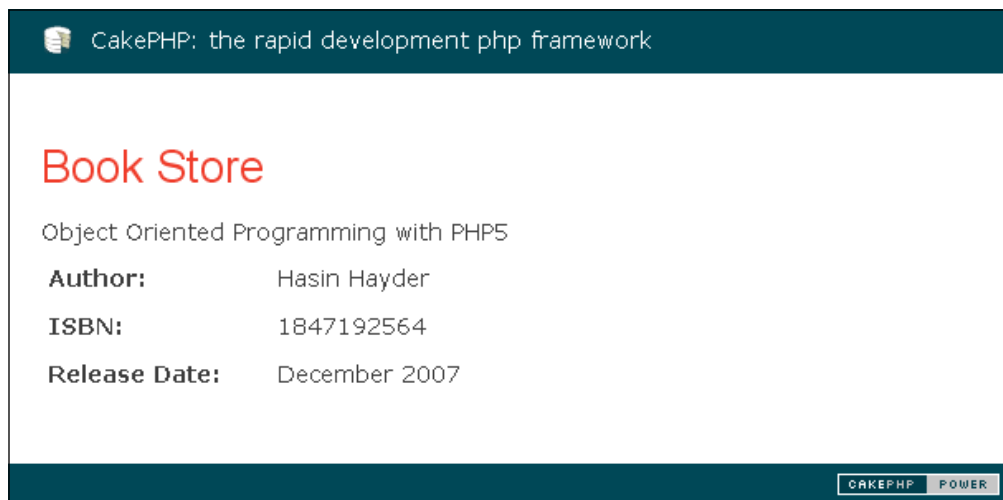 CakePHP: the rapid development php framework
Book Store
Object Oriented Programming with PHP5
Author: Hasin Hayder
ISBN: 1847192564
Release Date: December 2007
CAKEPHP POWER